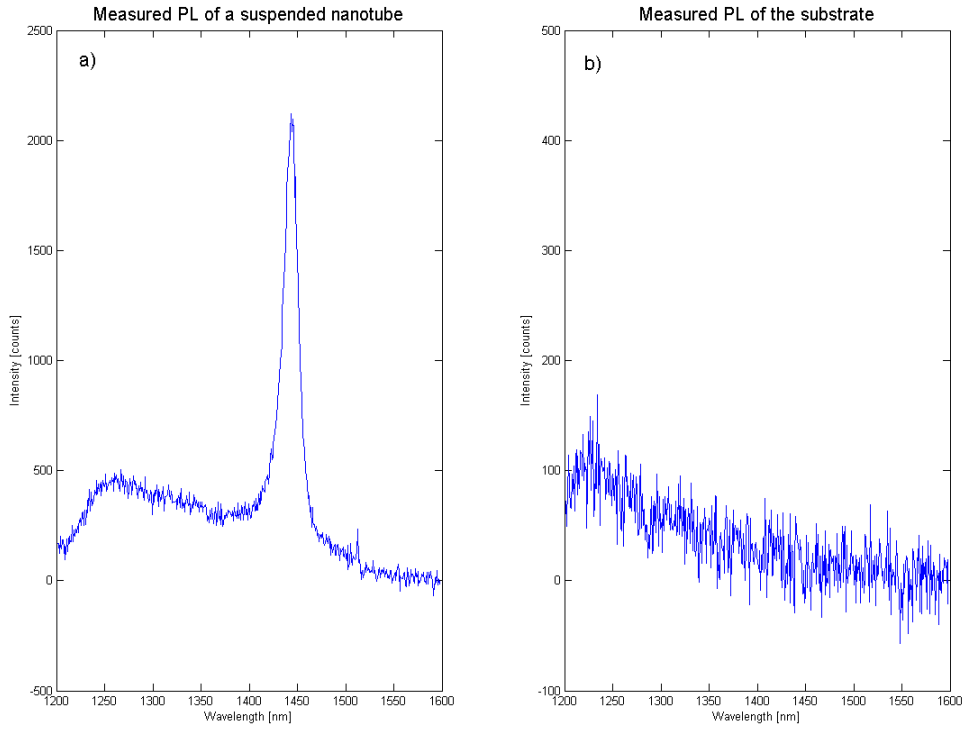 Measured PL of a suspended nanotube
a)
2500
2000
1500
1000
500
0
-500
Intensity [counts]
1200 1250 1300 1350 1400 1450 1500 1550 1600
Wavelength [nm]
Measured PL of the substrate
b)
500
400
300
200
100
0
-100
Intensity [counts]
1200 1250 1300 1350 1400 1450 1500 1550 1600
Wavelength [nm]